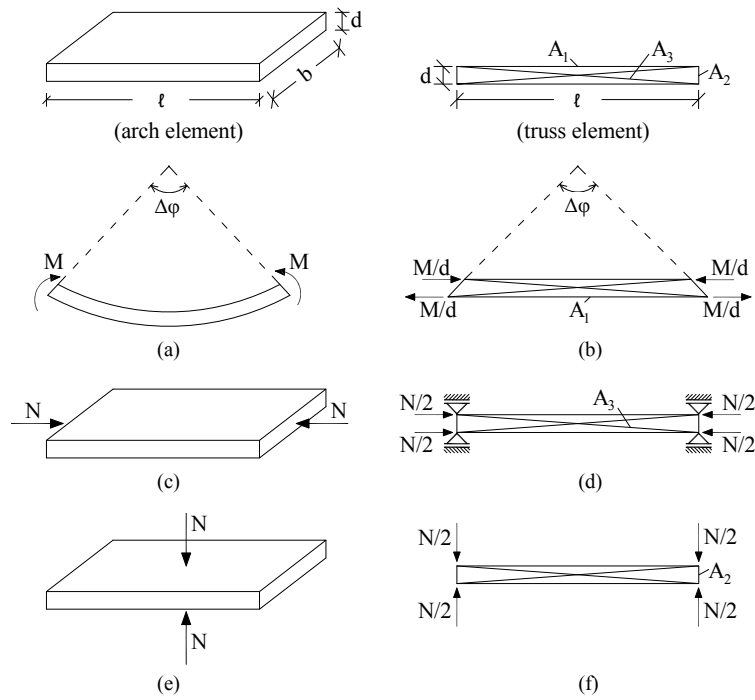 d
b
ℓ
(arch element)
A₁
A₃
d
A₂
ℓ
(truss element)
Δφ
M
M
(a)
Δφ
M/d
M/d
M/d
M/d
A₁
(b)
N
N
(c)
N/2
N/2
A₃
N/2
N/2
(d)
N
N
(e)
N/2
N/2
A₂
N/2
N/2
(f)